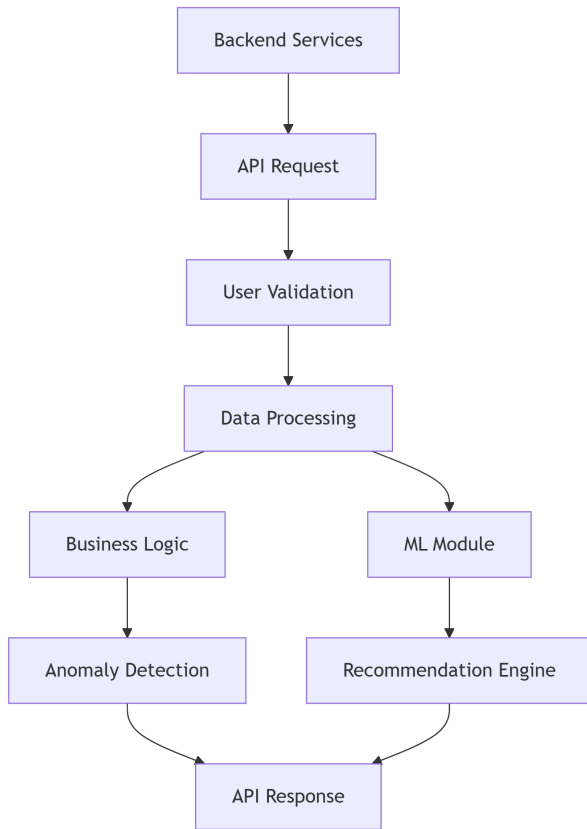 Backend Services
API Request
User Validation
Data Processing
Business Logic
ML Module
Anomaly Detection
Recommendation Engine
API Response